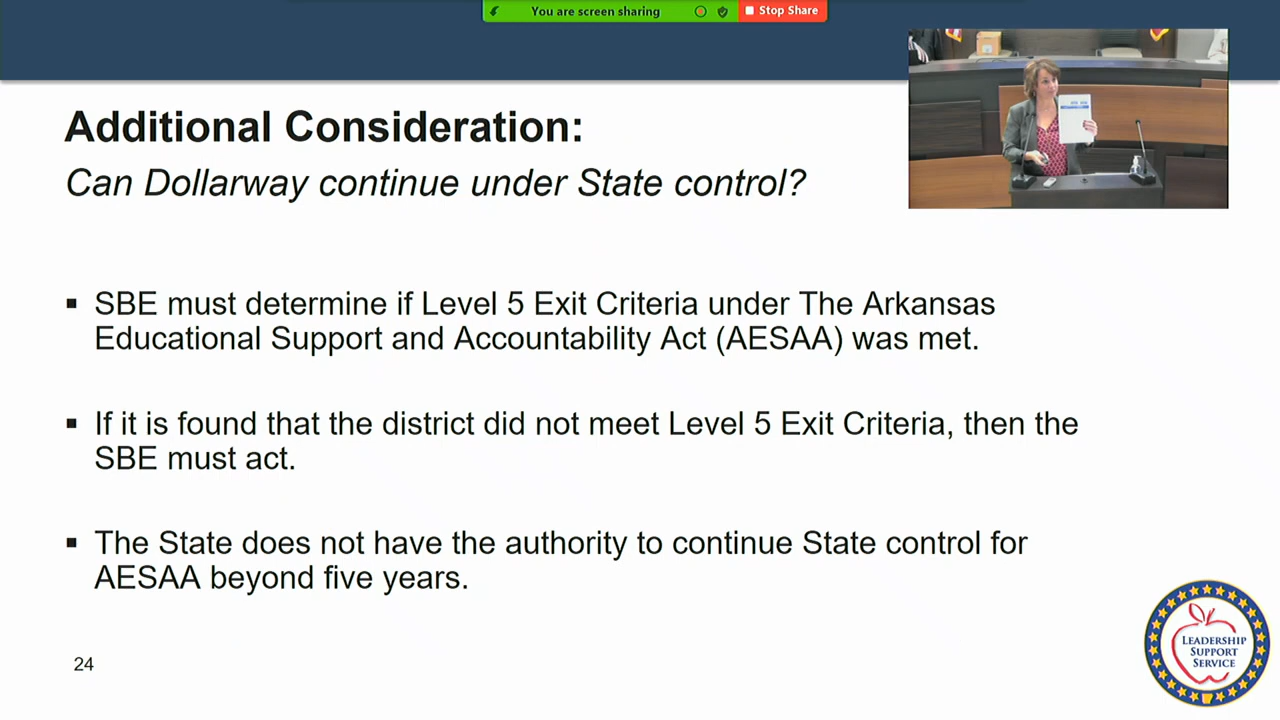 You are screen sharing
Stop Share
Additional Consideration:
Can Dollarway continue under State control?
▪ SBE must determine if Level 5 Exit Criteria under The Arkansas
Educational Support and Accountability Act (AESAA) was met.
▪ If it is found that the district did not meet Level 5 Exit Criteria, then the
SBE must act.
▪ The State does not have the authority to continue State control for
AESAA beyond five years.
24
LEADERSHIP
SUPPORT
SERVICE